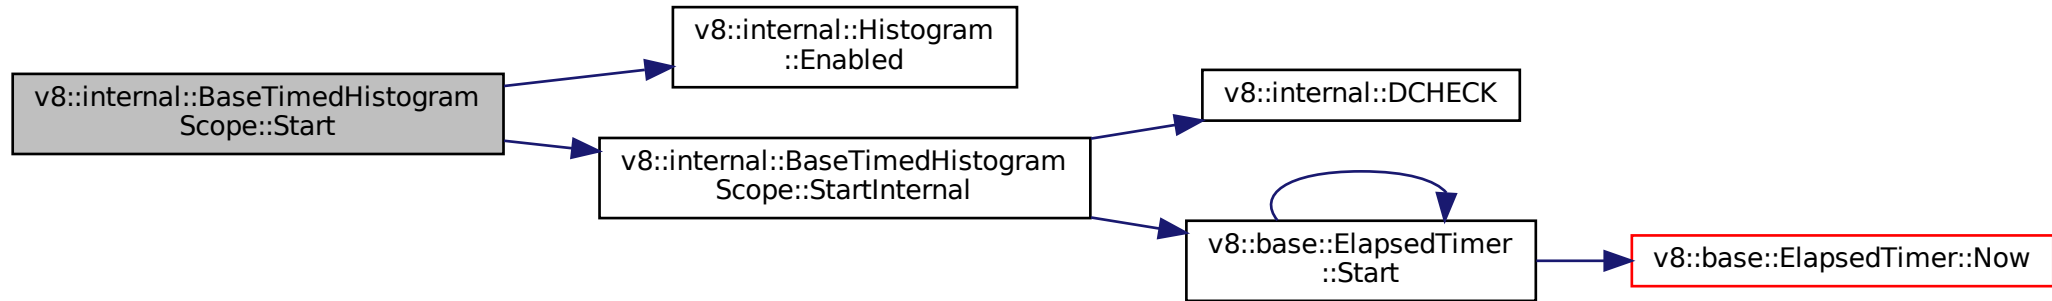 v8::internal::BaseTimedHistogram
Scope::Start
v8::internal::Histogram
::Enabled
v8::internal::BaseTimedHistogram
Scope::StartInternal
v8::internal::DCHECK
v8::base::ElapsedTimer
::Start
v8::base::ElapsedTimer::Now